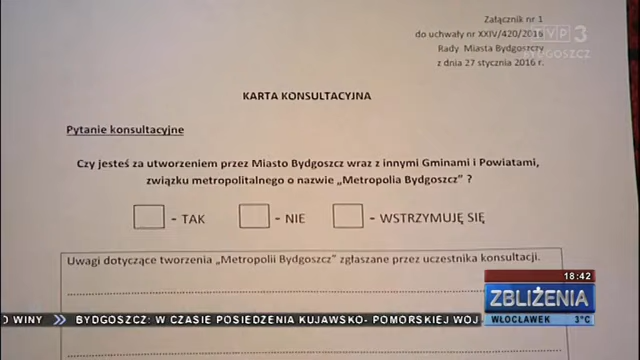 Załącznik nr 1
do uchwały nr XXIV/420/2016
Rady Miasta Bydgoszczy
z dnia 27 stycznia 2016 r.
TVP 3
BYDGOSZCZ
KARTA KONSULTACYJNA
Pytanie konsultacyjne
Czy jesteś za utworzeniem przez Miasto Bydgoszcz wraz z innymi Gminami i Powiatami,
związku metropolitalnego o nazwie „Metropolia Bydgoszcz" ?
- TAK - NIE - WSTRZYMUJĘ SIĘ
Uwagi dotyczące tworzenia „Metropolii Bydgoszcz" zgłaszane przez uczestnika konsultacji.
18:42
ZBLIŻENIA
WŁOCŁAWEK 3°C
O WINY BYDGOSZCZ: W CZASIE POSIEDZENIA KUJAWSKO- POMORSKIEJ WOJ